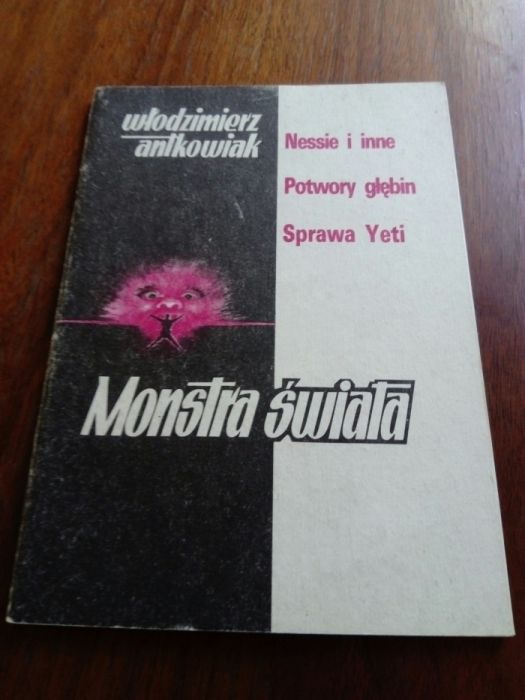 włodzimierz
antkowiak
Nessie i inne
Potwory głębin
Sprawa Yeti
Monstra świata